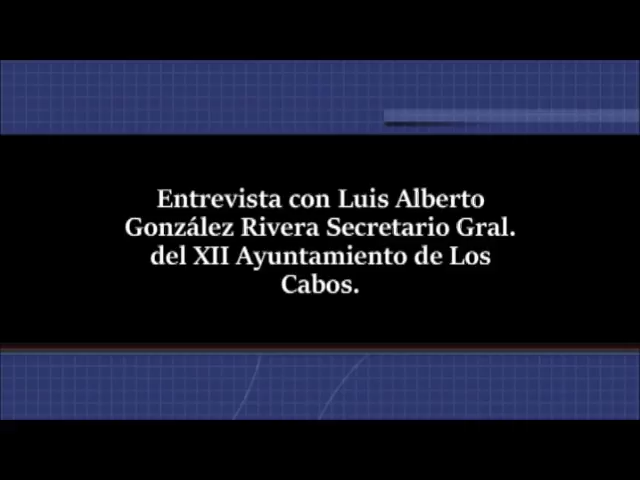 Entrevista con Luis Alberto
González Rivera Secretario Gral.
del XII Ayuntamiento de Los
Cabos.